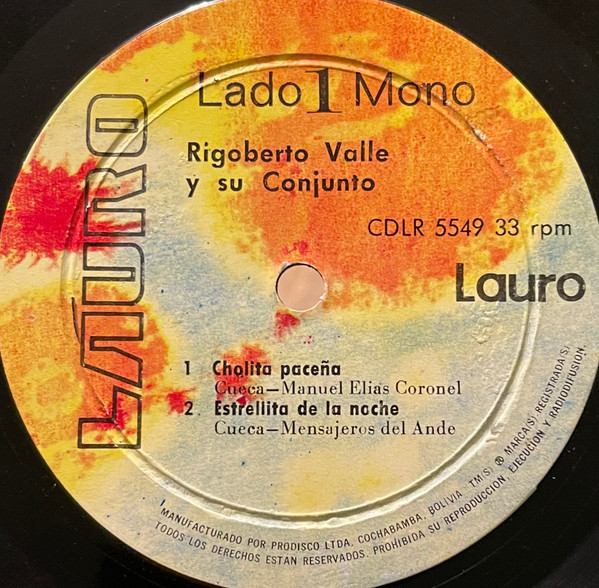 LAURO
Lado 1 Mono
Rigoberto Valle
y su Conjunto
CDLR 5549 33 rpm
Lauro
1 Cholita paceña
Cueca—Manuel Elias Coronel
2 Estrellita de la noche
Cueca—Mensajeros del Ande
MANUFACTURADO POR PRODISCO LTDA. COCHABAMBA, BOLIVIA TM(S) ® MARCA(S) REGISTRADA(S).
TODOS LOS DERECHOS ESTAN RESERVADOS. PROHIBIDA SU REPRODUCCION, EJECUCION Y RADIODIFUSION.